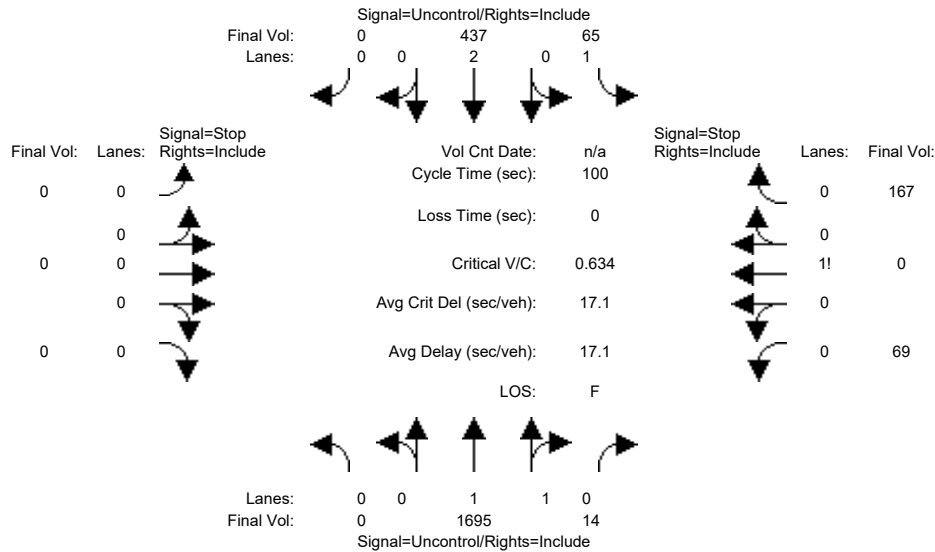 Signal=Uncontrol/Rights=Include
Final Vol: 0 437 65
Lanes: 0 0 2 0 1
Signal=Stop
Final Vol: Lanes: Rights=Include
Vol Cnt Date: n/a
Cycle Time (sec): 100
Loss Time (sec): 0
Critical V/C: 0.634
Avg Crit Del (sec/veh): 17.1
Avg Delay (sec/veh): 17.1
LOS: F
0 0
0
0 0
0
0 0
Signal=Stop
Rights=Include Lanes: Final Vol:
0 167
0
1! 0
0
0 69
Lanes: 0 0 1 1 0
Final Vol: 0 1695 14
Signal=Uncontrol/Rights=Include